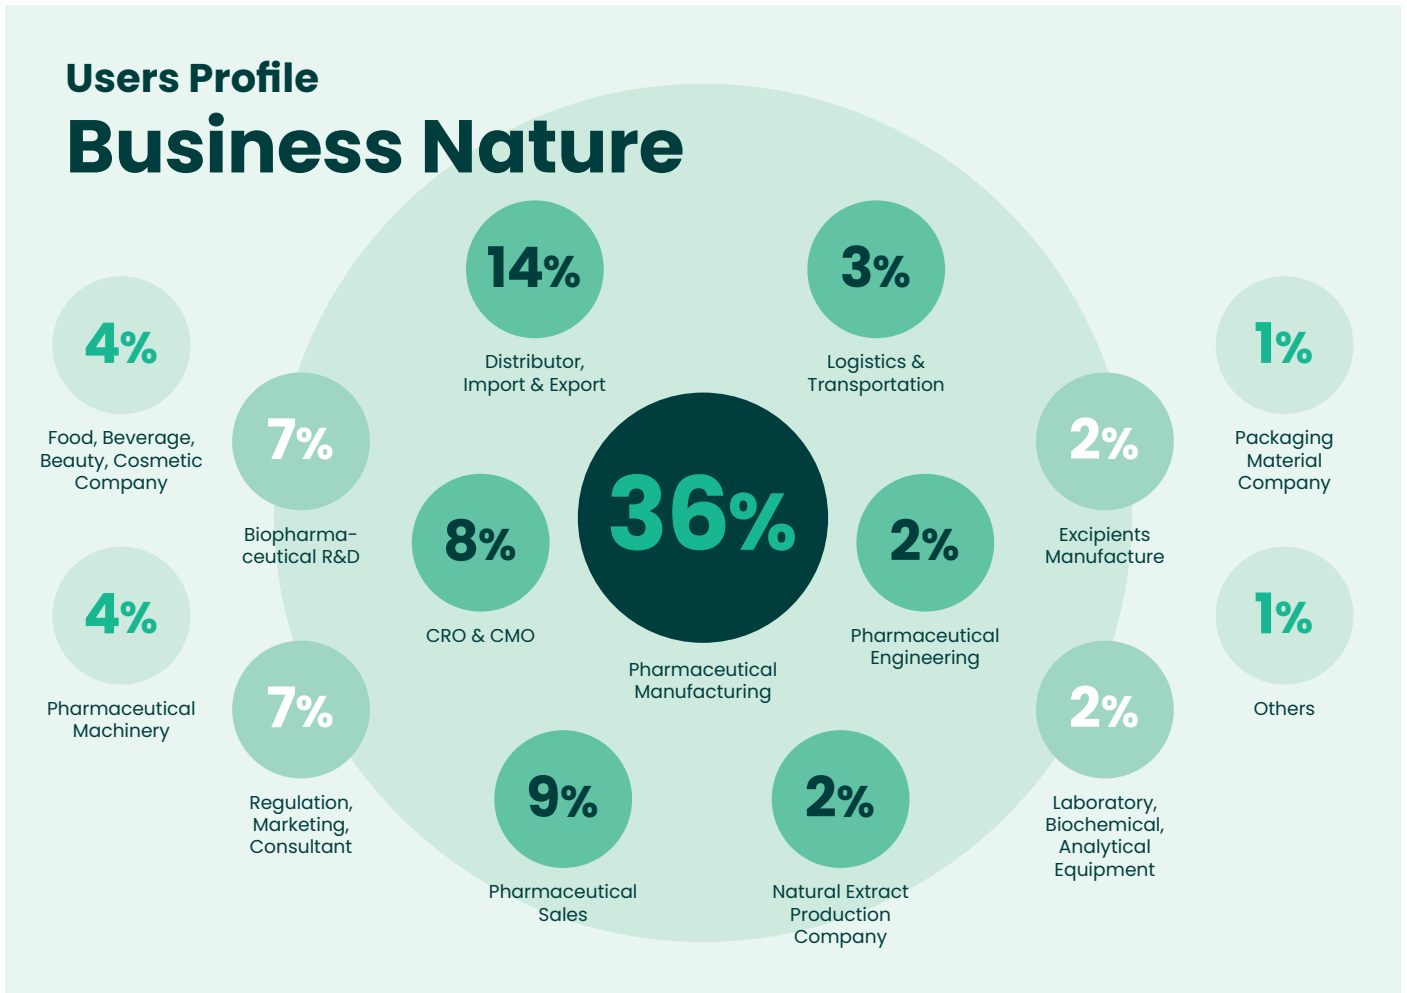 Users Profile
Business Nature
14%
Distributor,
Import & Export
3%
Logistics &
Transportation
4%
Food, Beverage,
Beauty, Cosmetic
Company
7%
Biopharma-
ceutical R&D
8%
CRO & CMO
36%
Pharmaceutical
Manufacturing
2%
Pharmaceutical
Engineering
2%
Excipients
Manufacture
1%
Packaging
Material
Company
4%
Pharmaceutical
Machinery
7%
Regulation,
Marketing,
Consultant
9%
Pharmaceutical
Sales
2%
Natural Extract
Production
Company
2%
Laboratory,
Biochemical,
Analytical
Equipment
1%
Others